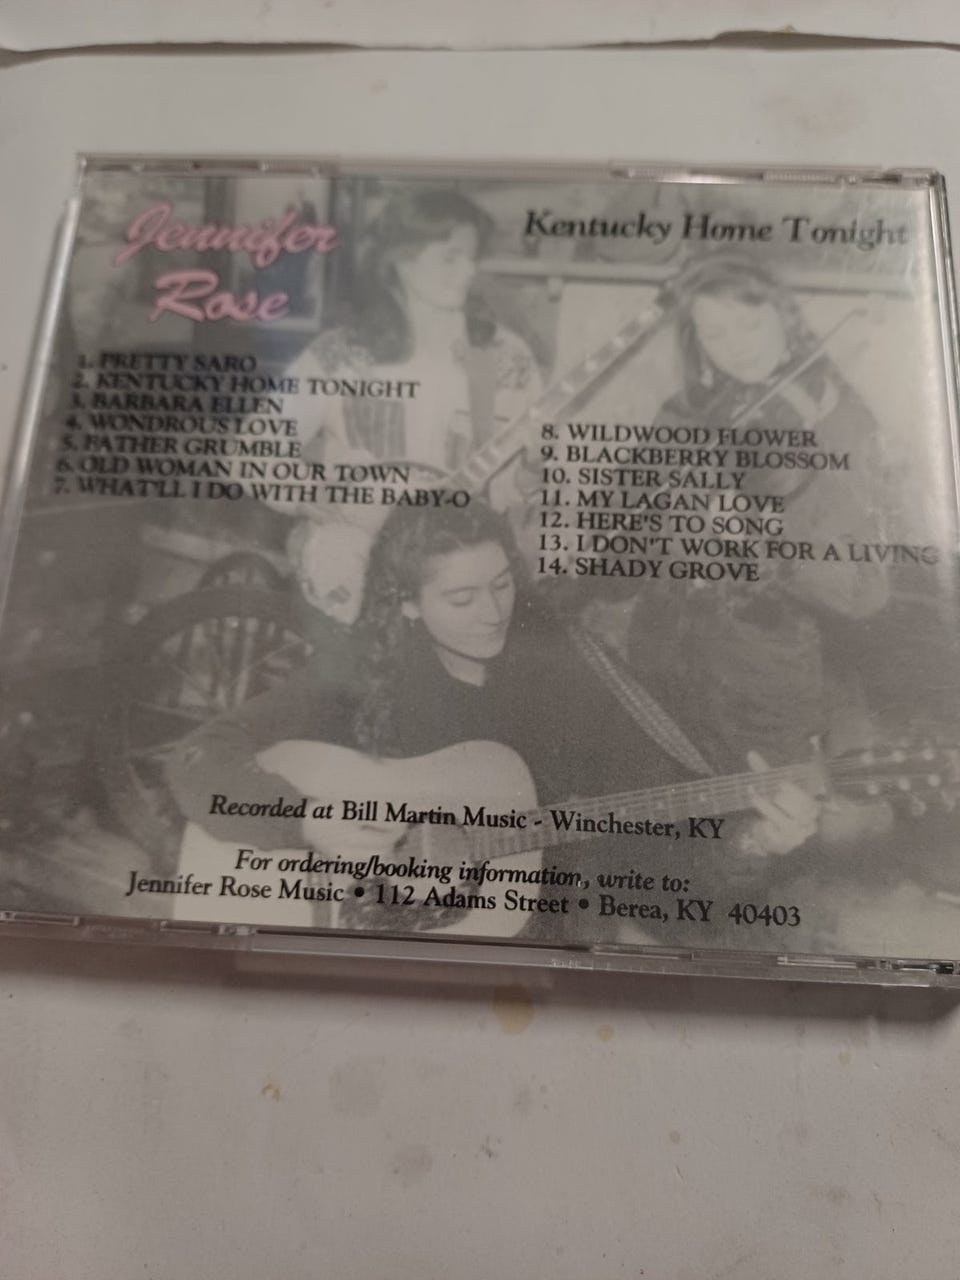 Jennifer
Rose
Kentucky Home Tonight
1. PRETTY SARO
2. KENTUCKY HOME TONIGHT
3. BARBARA ELLEN
4. WONDROUS LOVE
5. FATHER GRUMBLE
6. OLD WOMAN IN OUR TOWN
7. WHAT'LL I DO WITH THE BABY-O
8. WILDWOOD FLOWER
9. BLACKBERRY BLOSSOM
10. SISTER SALLY
11. MY LAGAN LOVE
12. HERE'S TO SONG
13. I DON'T WORK FOR A LIVING
14. SHADY GROVE
Recorded at Bill Martin Music - Winchester, KY
For ordering/booking information, write to:
Jennifer Rose Music • 112 Adams Street • Berea, KY 40403